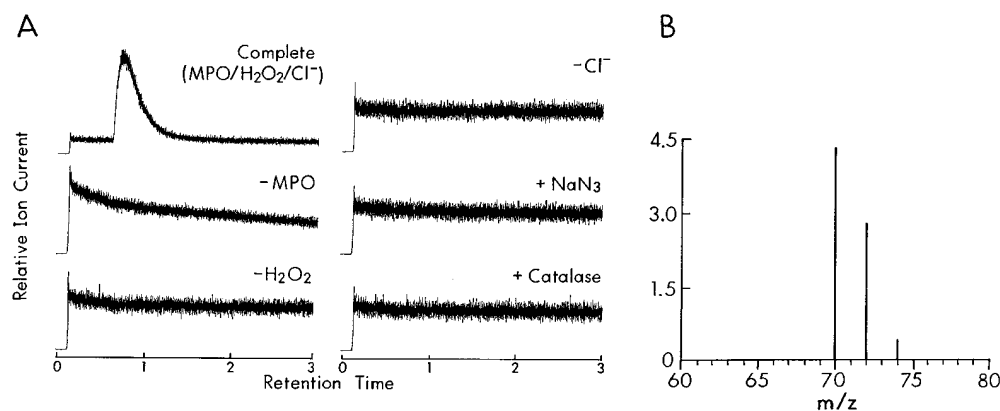 A
Complete
(MPO/H₂O₂/Cl⁻)
-MPO
-H₂O₂
-Cl⁻
+ NaN₃
+ Catalase
Relative Ion Current
0 1 2 3
0 1 2 3
Retention Time
B
4.5
3.0
1.5
0
60 65 70 75 80
m/z